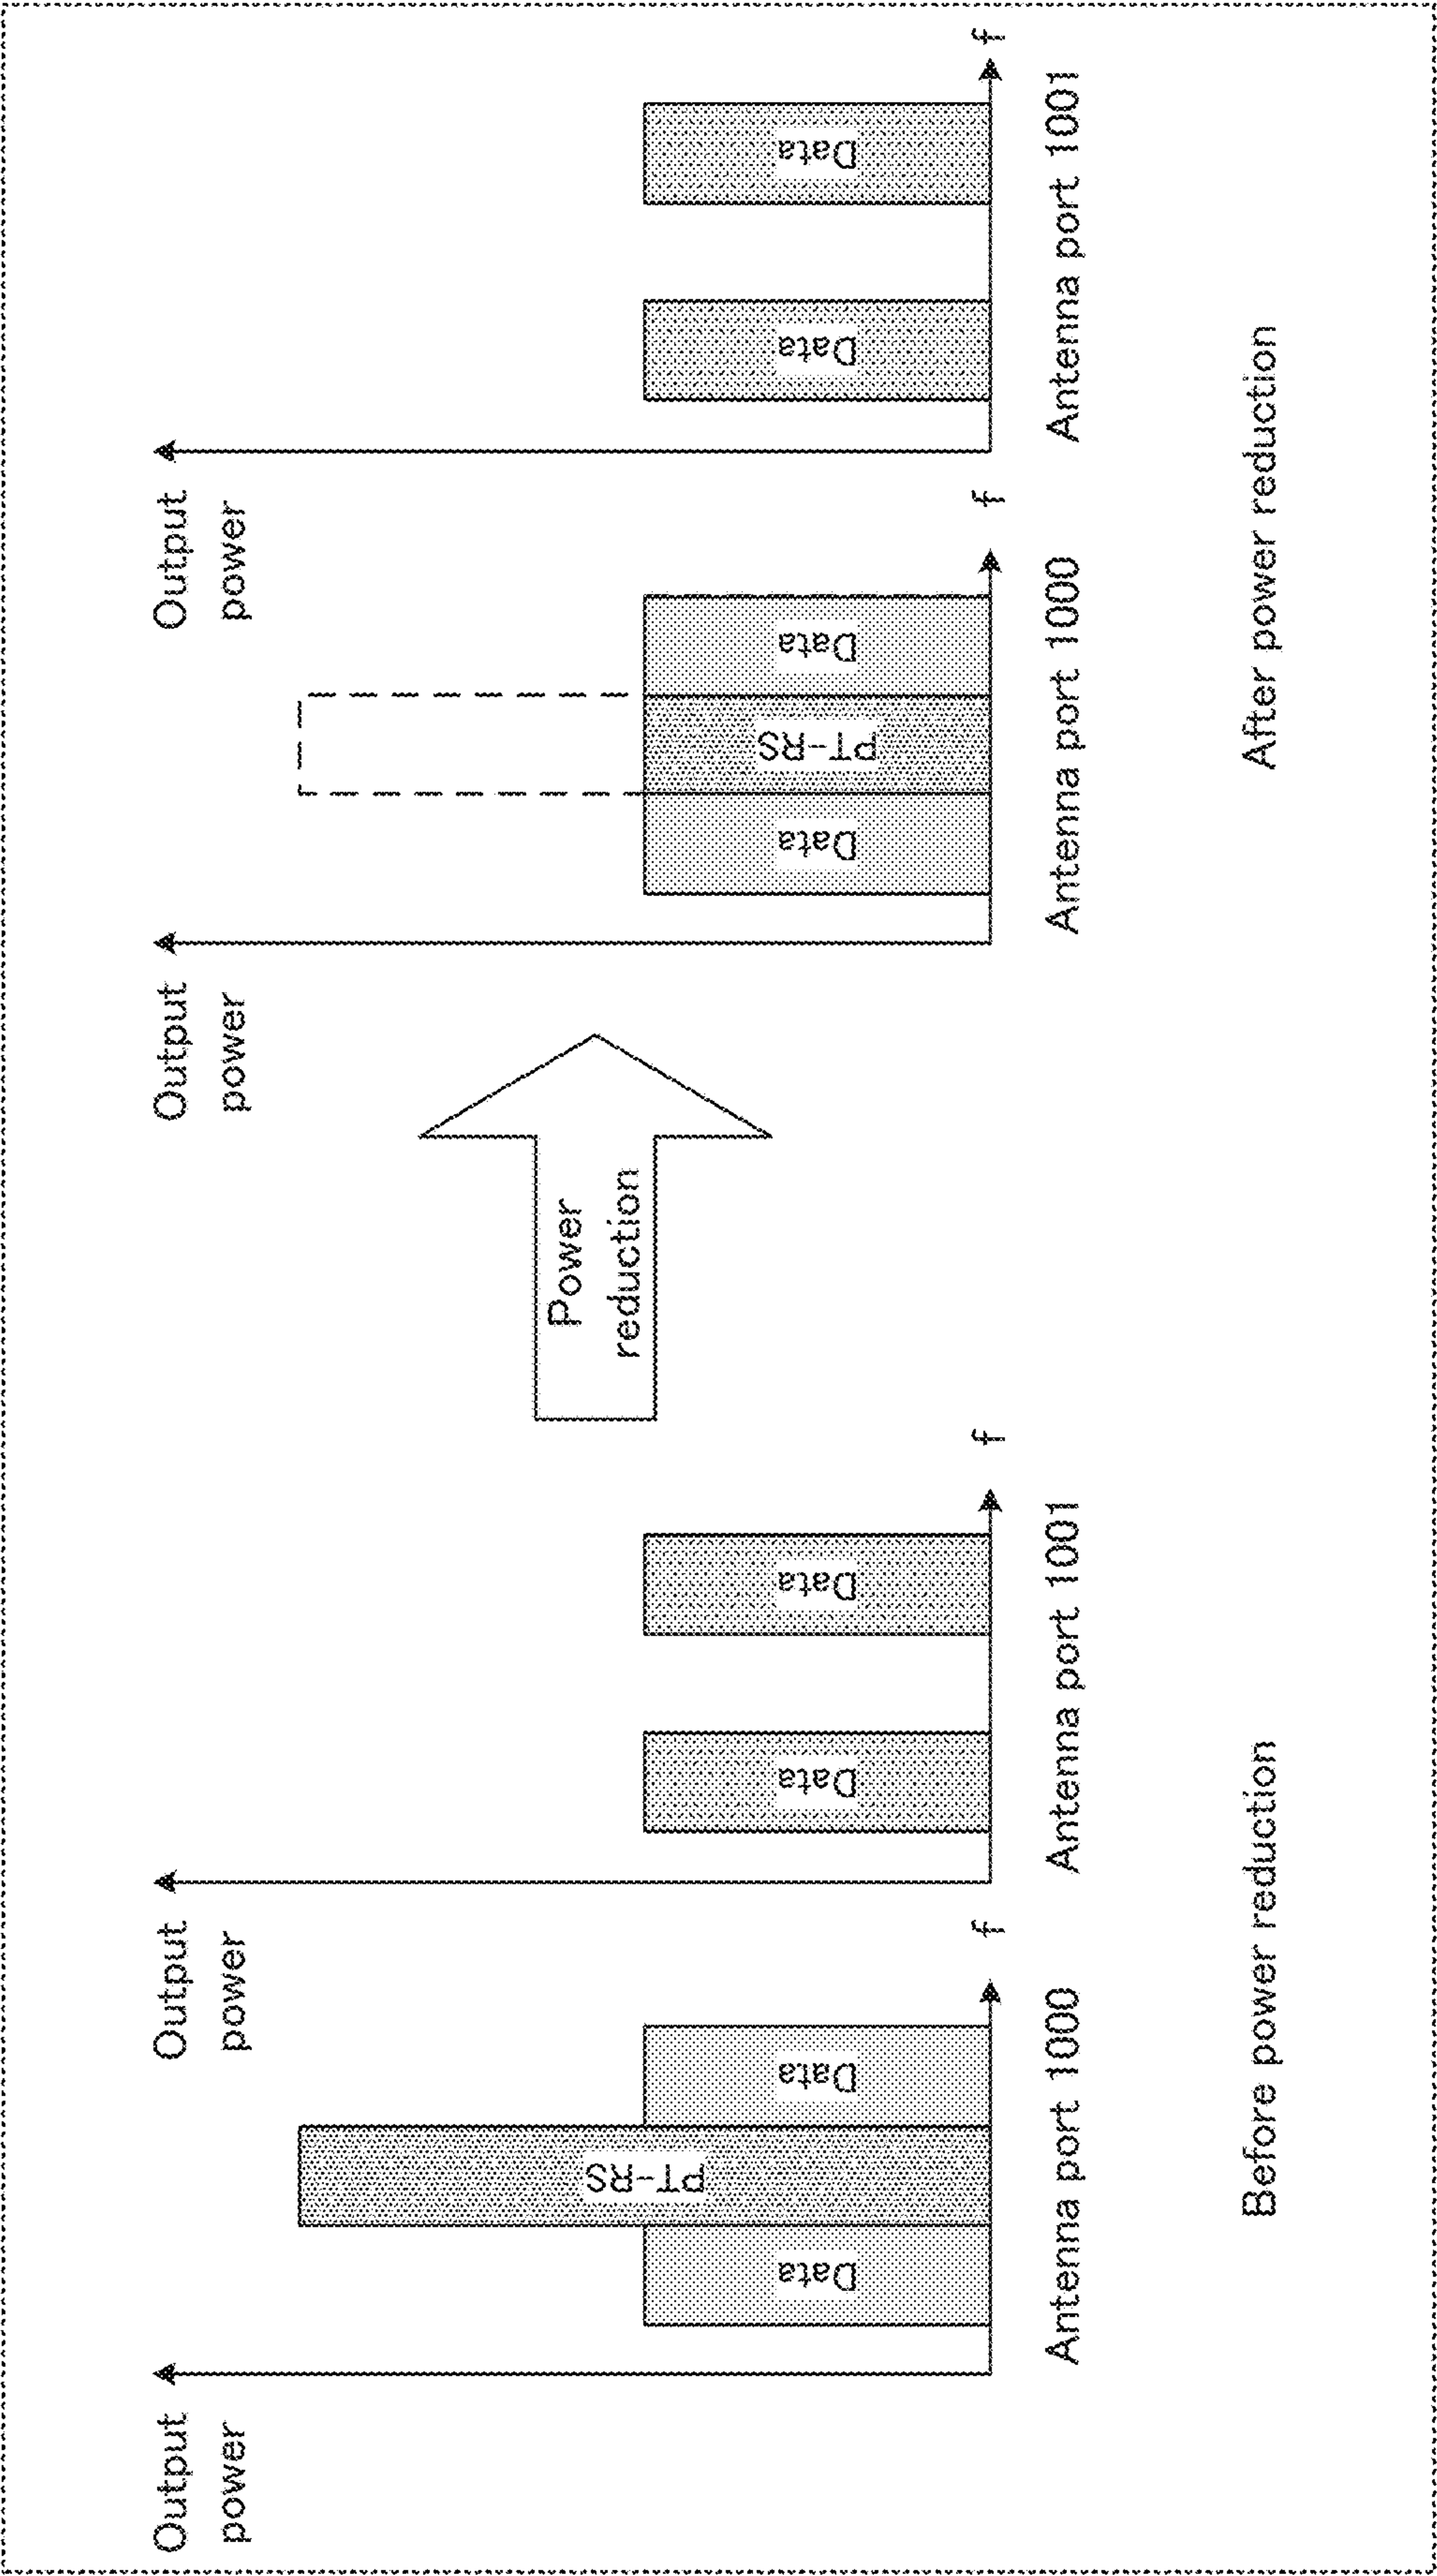 Output
power
PT-RS
Data
Data
f
Antenna port 1000
Output
power
Data
Data
f
Antenna port 1001
Before power reduction
Power
reduction
Output
power
Data
PT-RS
Data
f
Antenna port 1000
Output
power
Data
Data
f
Antenna port 1001
After power reduction